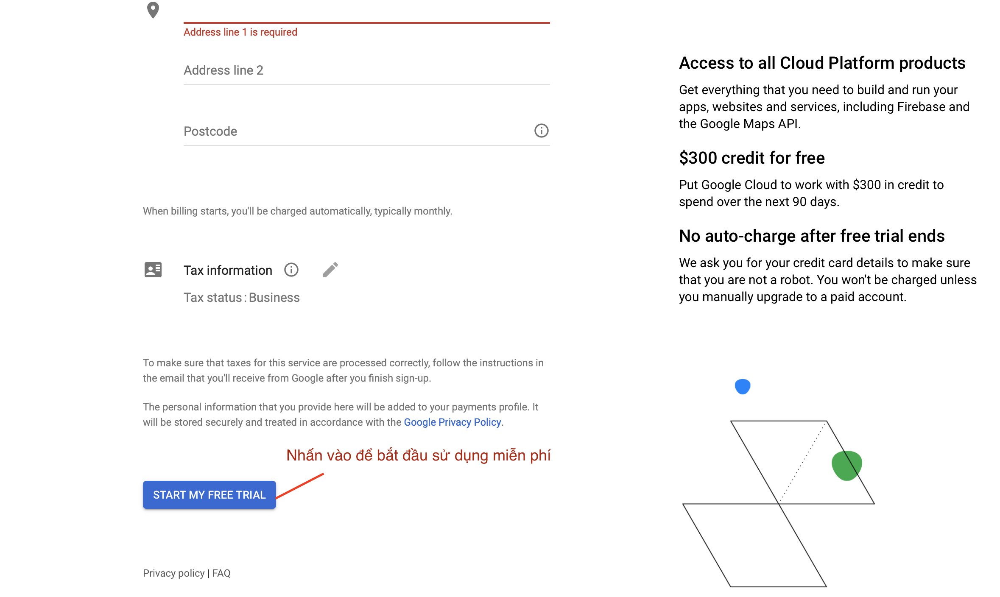 Address line 1 is required
Address line 2
Postcode
When billing starts, you'll be charged automatically, typically monthly.
Tax information
Tax status: Business
To make sure that taxes for this service are processed correctly, follow the instructions in
the email that you'll receive from Google after you finish sign-up.
The personal information that you provide here will be added to your payments profile. It
will be stored securely and treated in accordance with the Google Privacy Policy.
Nhấn vào để bắt đầu sử dụng miễn phí
START MY FREE TRIAL
Privacy policy | FAQ
Access to all Cloud Platform products
Get everything that you need to build and run your
apps, websites and services, including Firebase and
the Google Maps API.
$300 credit for free
Put Google Cloud to work with $300 in credit to
spend over the next 90 days.
No auto-charge after free trial ends
We ask you for your credit card details to make sure
that you are not a robot. You won't be charged unless
you manually upgrade to a paid account.